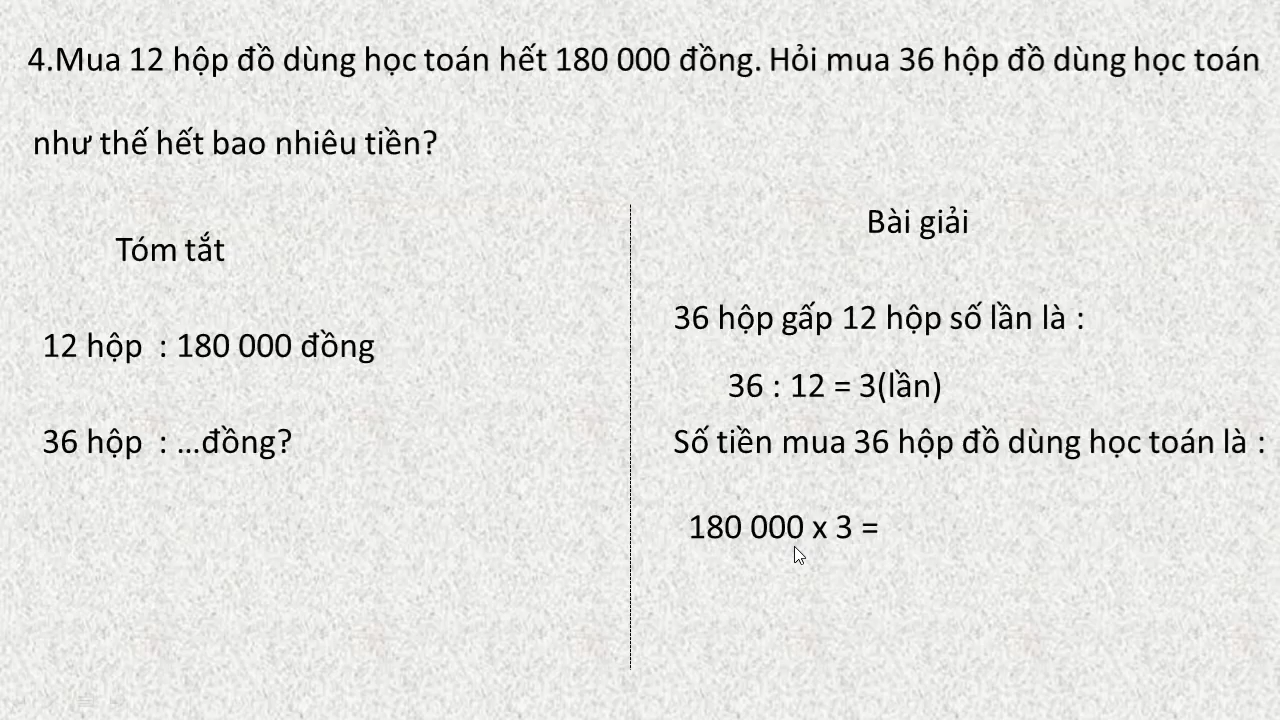 4.Mua 12 hộp đồ dùng học toán hết 180 000 đồng. Hỏi mua 36 hộp đồ dùng học toán
như thế hết bao nhiêu tiền?
Tóm tắt
12 hộp : 180 000 đồng
36 hộp : ...đồng?
Bài giải
36 hộp gấp 12 hộp số lần là :
36 : 12 = 3(lần)
Số tiền mua 36 hộp đồ dùng học toán là :
180 000 x 3 =